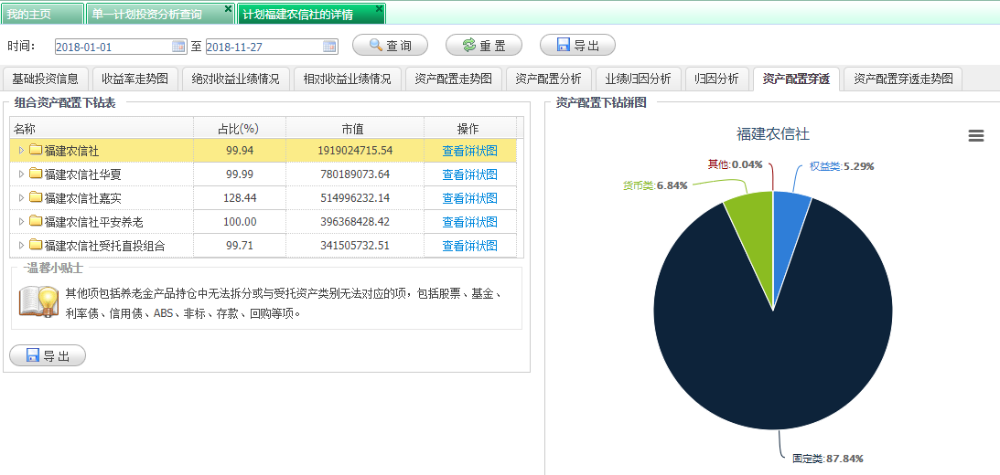 我的主页 单一计划投资分析查询 计划福建农信社的详情
时间： 2018-01-01 至 2018-11-27 查 询 重 置 导 出
基础投资信息 收益率走势图 绝对收益业绩情况 相对收益业绩情况 资产配置走势图 资产配置分析 业绩归因分析 归因分析 资产配置穿透 资产配置穿透走势图
组合资产配置下钻表
名称 占比(%) 市值 操作
福建农信社 99.94 1919024715.54 查看饼状图
福建农信社华夏 99.99 780189073.64 查看饼状图
福建农信社嘉实 128.44 514996232.14 查看饼状图
福建农信社平安养老 100.00 396368428.42 查看饼状图
福建农信社受托直投组合 99.71 341505732.51 查看饼状图
温馨小贴士
其他项包括养老金产品持仓中无法拆分或与受托资产类别无法对应的项，包括股票、基金、
利率债、信用债、ABS、非标、存款、回购等项。
导 出
资产配置下钻饼图
福建农信社
其他:0.04%
权益类:5.29%
货币类:6.84%
固定类:87.84%